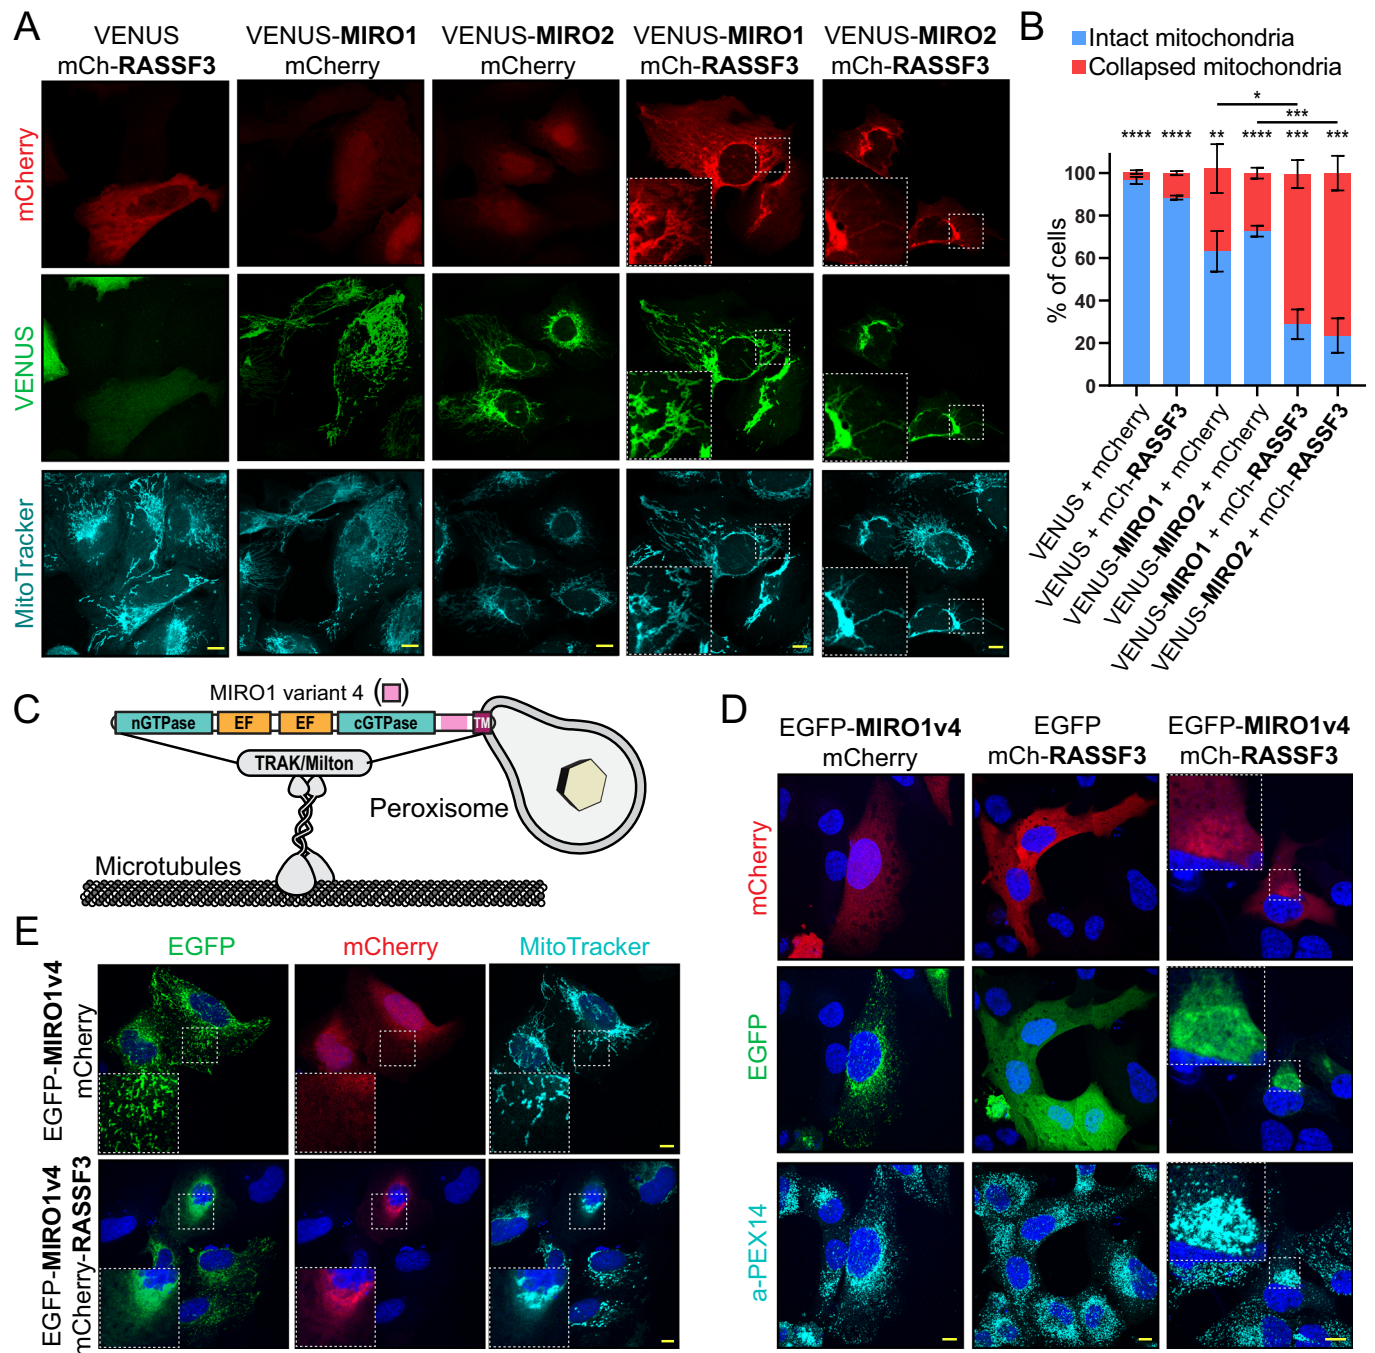 A
VENUS
mCh-RASSF3
VENUS-MIRO1
mCherry
VENUS-MIRO2
mCherry
VENUS-MIRO1
mCh-RASSF3
VENUS-MIRO2
mCh-RASSF3
mCherry
VENUS
MitoTracker
B
Intact mitochondria
Collapsed mitochondria
*
***
**** **** ** **** *** ***
% of cells
100
80
60
40
20
0
VENUS + mCherry
VENUS + mCh-RASSF3
VENUS-MIRO1 + mCherry
VENUS-MIRO2 + mCherry
VENUS-MIRO1 + mCh-RASSF3
VENUS-MIRO2 + mCh-RASSF3
C
MIRO1 variant 4 ( )
nGTPase EF EF cGTPase TM
TRAK/Milton
Peroxisome
Microtubules
D
EGFP-MIRO1v4
mCherry
EGFP
mCh-RASSF3
EGFP-MIRO1v4
mCh-RASSF3
mCherry
EGFP
a-PEX14
E
EGFP mCherry MitoTracker
EGFP-MIRO1v4
mCherry
EGFP-MIRO1v4
mCherry-RASSF3